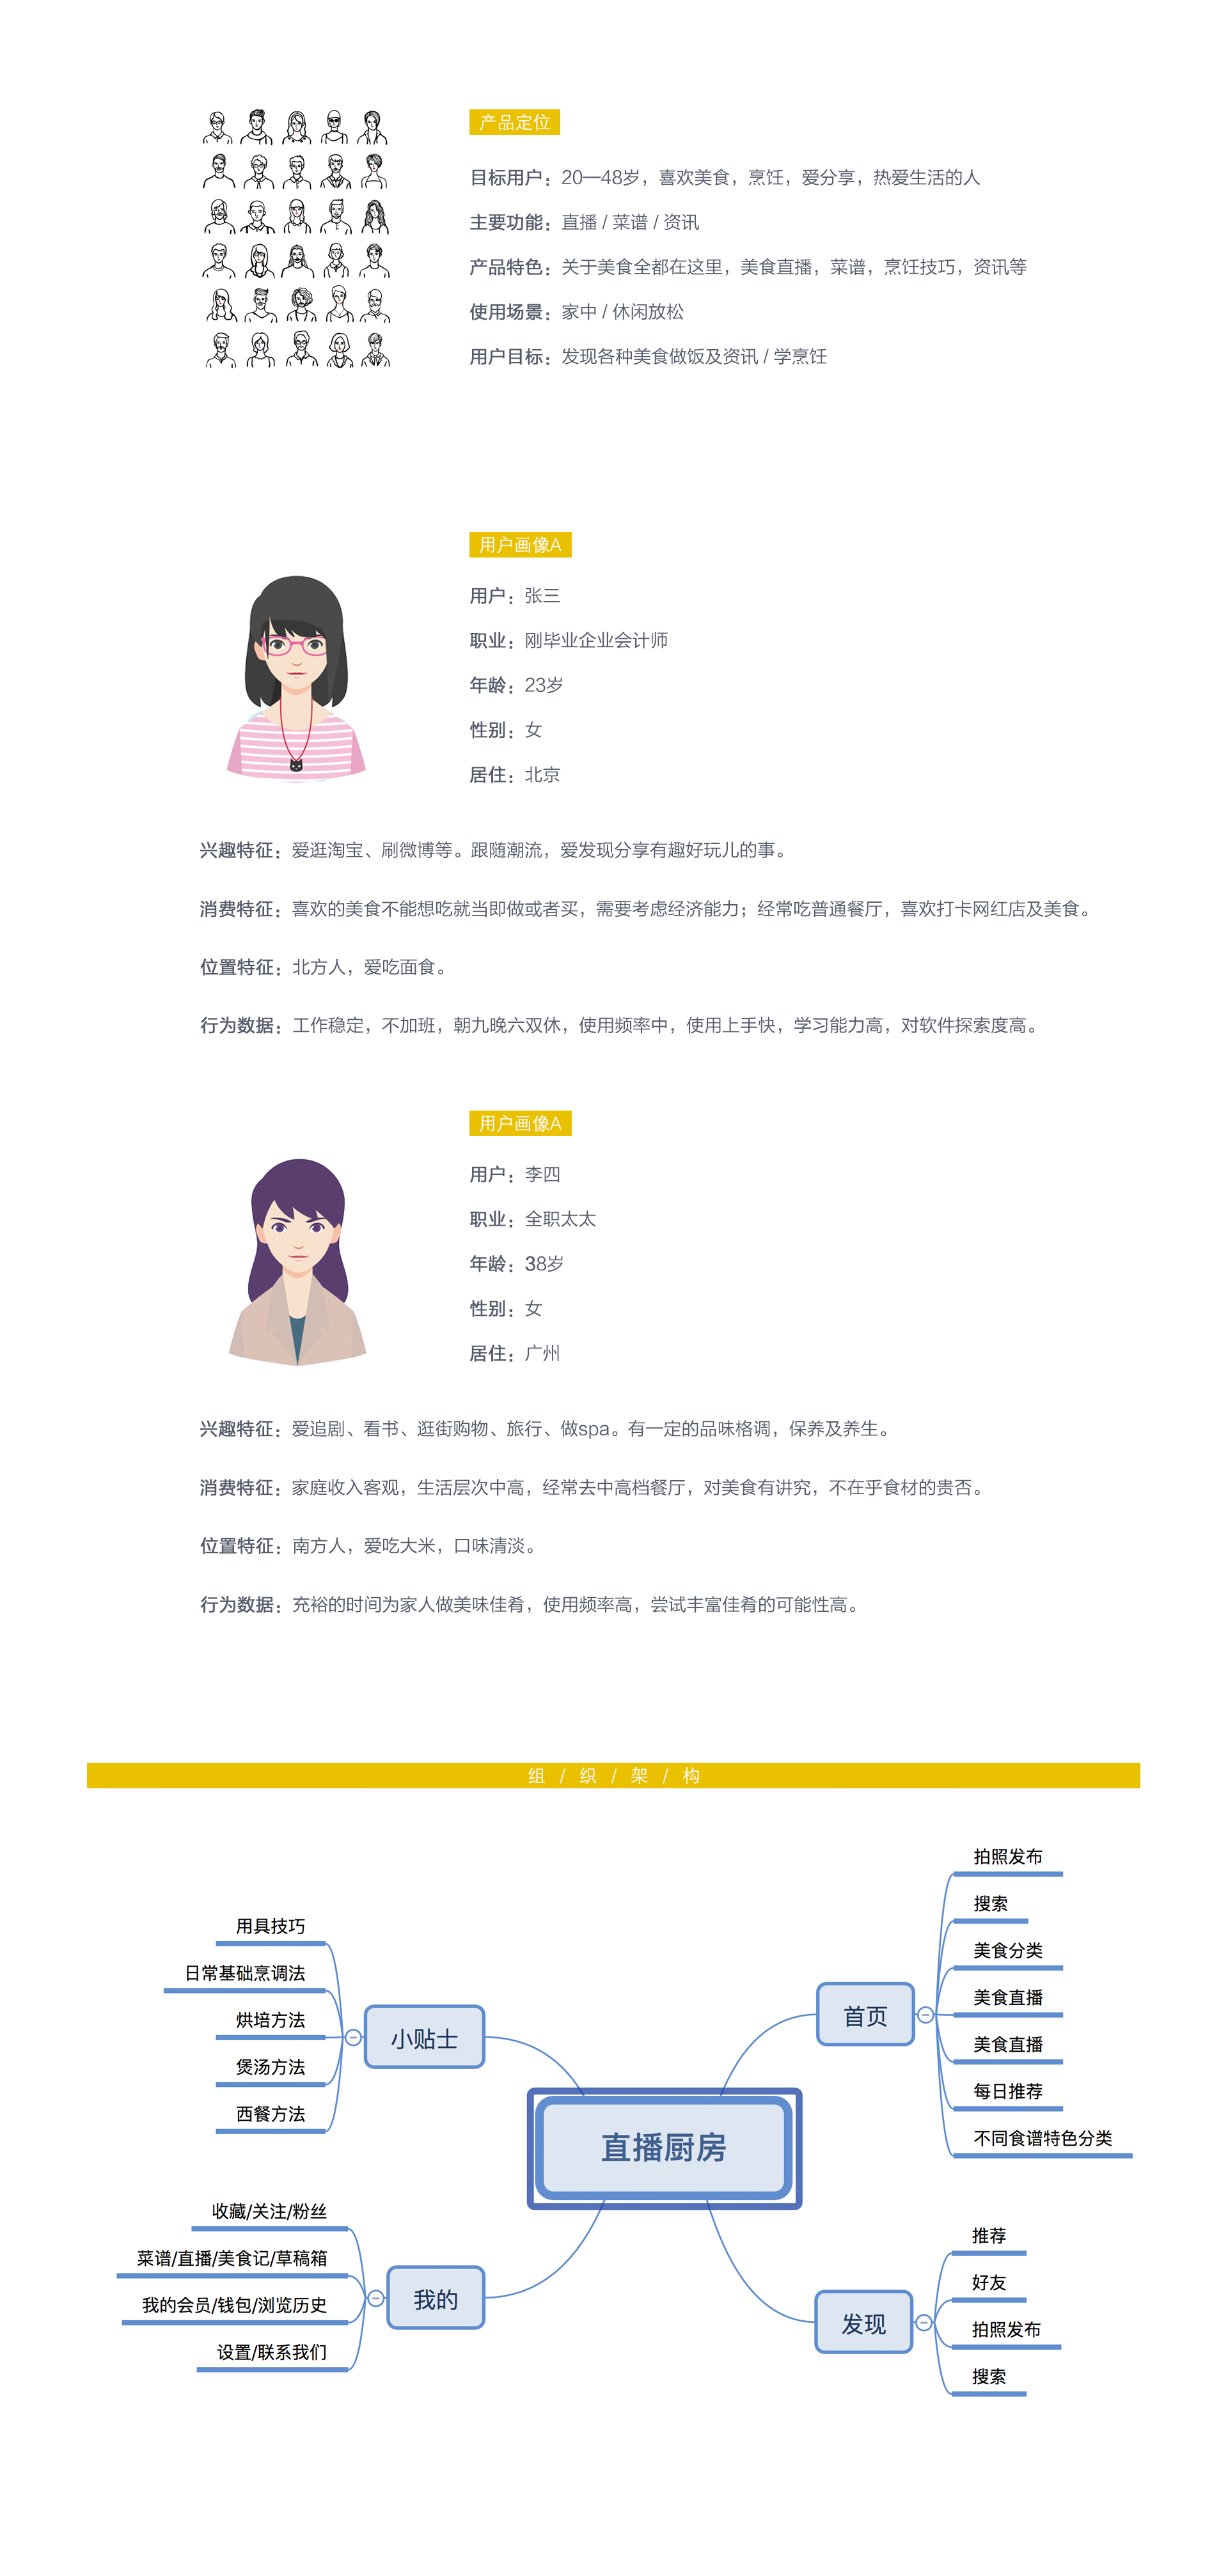 产品定位
目标用户：20—48岁，喜欢美食，烹饪，爱分享，热爱生活的人
主要功能：直播 / 菜谱 / 资讯
产品特色：关于美食全都在这里，美食直播，菜谱，烹饪技巧，资讯等
使用场景：家中 / 休闲放松
用户目标：发现各种美食做饭及资讯 / 学烹饪
用户画像A
用户：张三
职业：刚毕业企业会计师
年龄：23岁
性别：女
居住：北京
兴趣特征：爱逛淘宝、刷微博等。跟随潮流，爱发现分享有趣好玩儿的事。
消费特征：喜欢的美食不能想吃就当即做或者买，需要考虑经济能力；经常吃普通餐厅，喜欢打卡网红店及美食。
位置特征：北方人，爱吃面食。
行为数据：工作稳定，不加班，朝九晚六双休，使用频率中，使用上手快，学习能力高，对软件探索度高。
用户画像A
用户：李四
职业：全职太太
年龄：38岁
性别：女
居住：广州
兴趣特征：爱追剧、看书、逛街购物、旅行、做spa。有一定的品味格调，保养及养生。
消费特征：家庭收入客观，生活层次中高，经常去中高档餐厅，对美食有讲究，不在乎食材的贵否。
位置特征：南方人，爱吃大米，口味清淡。
行为数据：充裕的时间为家人做美味佳肴，使用频率高，尝试丰富佳肴的可能性高。
组 / 织 / 架 / 构
直播厨房
小贴士
用具技巧
日常基础烹调法
烘培方法
煲汤方法
西餐方法
我的
收藏/关注/粉丝
菜谱/直播/美食记/草稿箱
我的会员/钱包/浏览历史
设置/联系我们
首页
拍照发布
搜索
美食分类
美食直播
美食直播
每日推荐
不同食谱特色分类
发现
推荐
好友
拍照发布
搜索